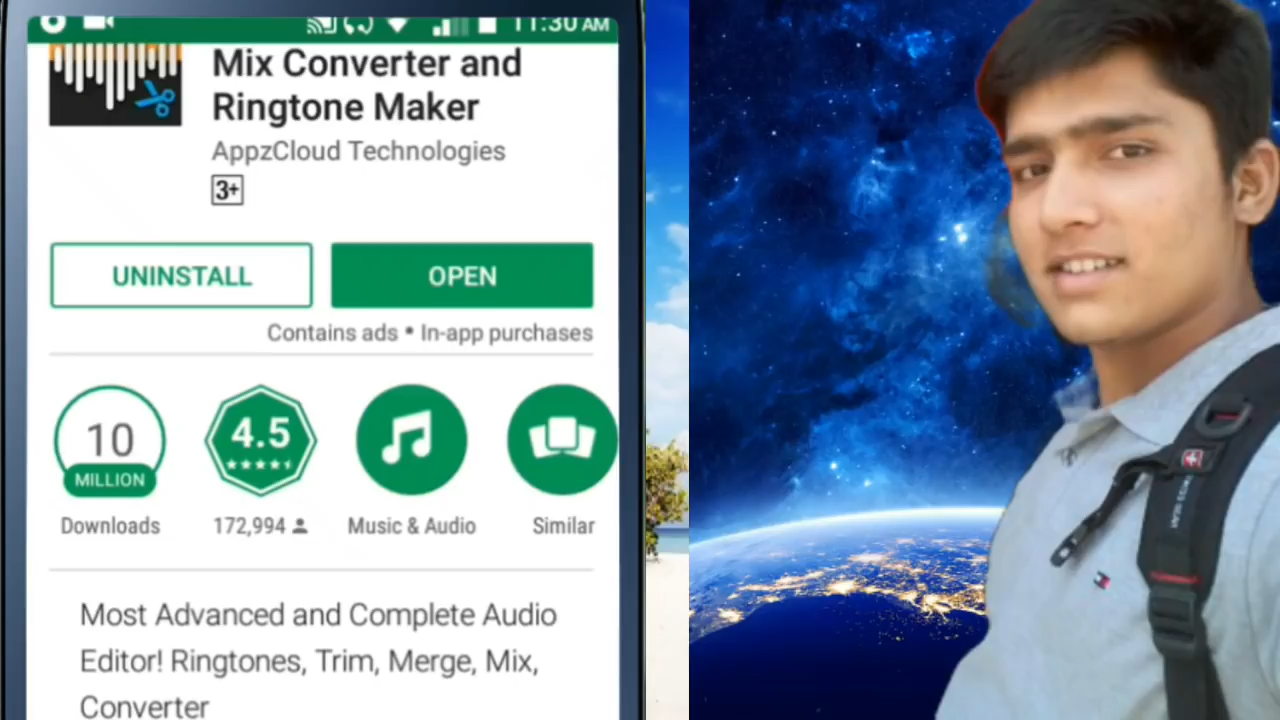 11:30 AM
Mix Converter and
Ringtone Maker
AppzCloud Technologies
3+
UNINSTALL
OPEN
Contains ads • In-app purchases
10
MILLION
4.5
Downloads
172,994
Music & Audio
Similar
Most Advanced and Complete Audio
Editor! Ringtones, Trim, Merge, Mix,
Converter